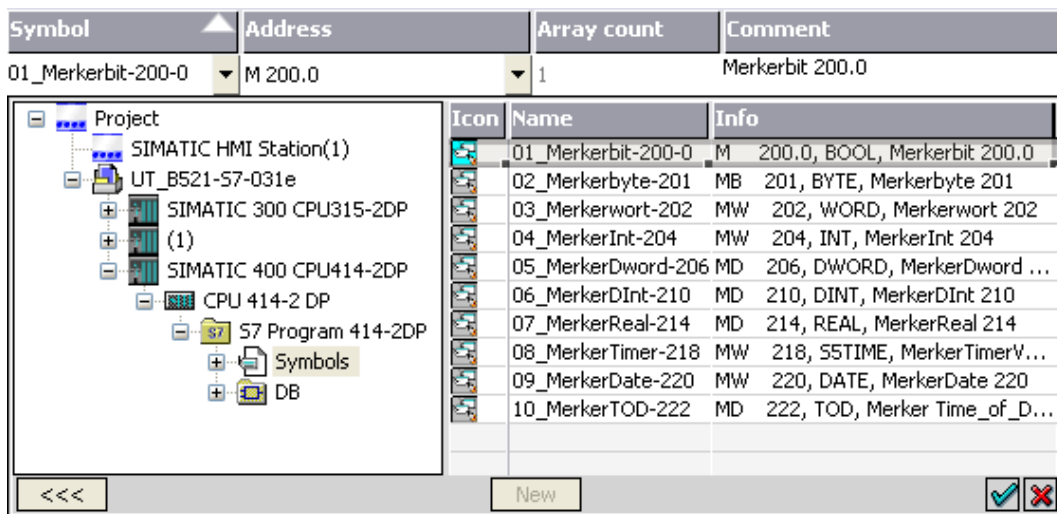 Symbol Address Array count Comment
01_Merkerbit-200-0 M 200.0 1 Merkerbit 200.0
Project
SIMATIC HMI Station(1)
UT_B521-S7-031e
SIMATIC 300 CPU315-2DP
(1)
SIMATIC 400 CPU414-2DP
CPU 414-2 DP
S7 Program 414-2DP
Symbols
DB
Icon Name Info
01_Merkerbit-200-0 M 200.0, BOOL, Merkerbit 200.0
02_Merkerbyte-201 MB 201, BYTE, Merkerbyte 201
03_Merkerwort-202 MW 202, WORD, Merkerwort 202
04_MerkerInt-204 MW 204, INT, MerkerInt 204
05_MerkerDword-206 MD 206, DWORD, MerkerDword ...
06_MerkerDInt-210 MD 210, DINT, MerkerDInt 210
07_MerkerReal-214 MD 214, REAL, MerkerReal 214
08_MerkerTimer-218 MW 218, S5TIME, MerkerTimerV...
09_MerkerDate-220 MW 220, DATE, MerkerDate 220
10_MerkerTOD-222 MD 222, TOD, Merker Time_of_D...
<<< New